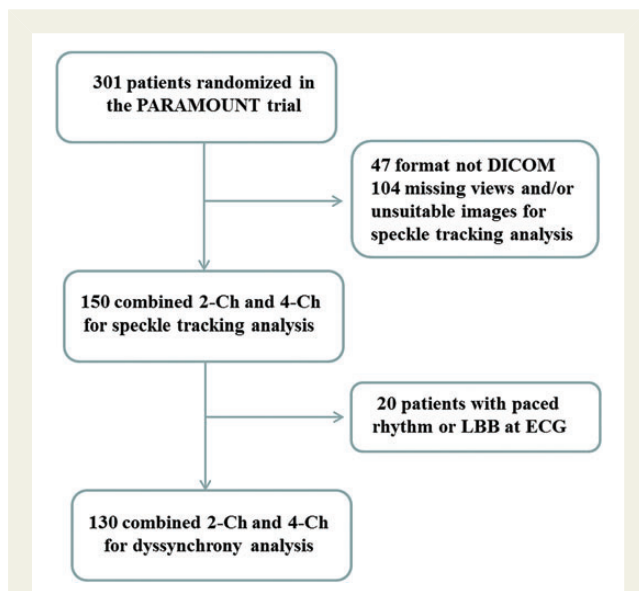 301 patients randomized in
the PARAMOUNT trial
47 format not DICOM
104 missing views and/or
unsuitable images for
speckle tracking analysis
150 combined 2-Ch and 4-Ch
for speckle tracking analysis
20 patients with paced
rhythm or LBB at ECG
130 combined 2-Ch and 4-Ch
for dyssynchrony analysis